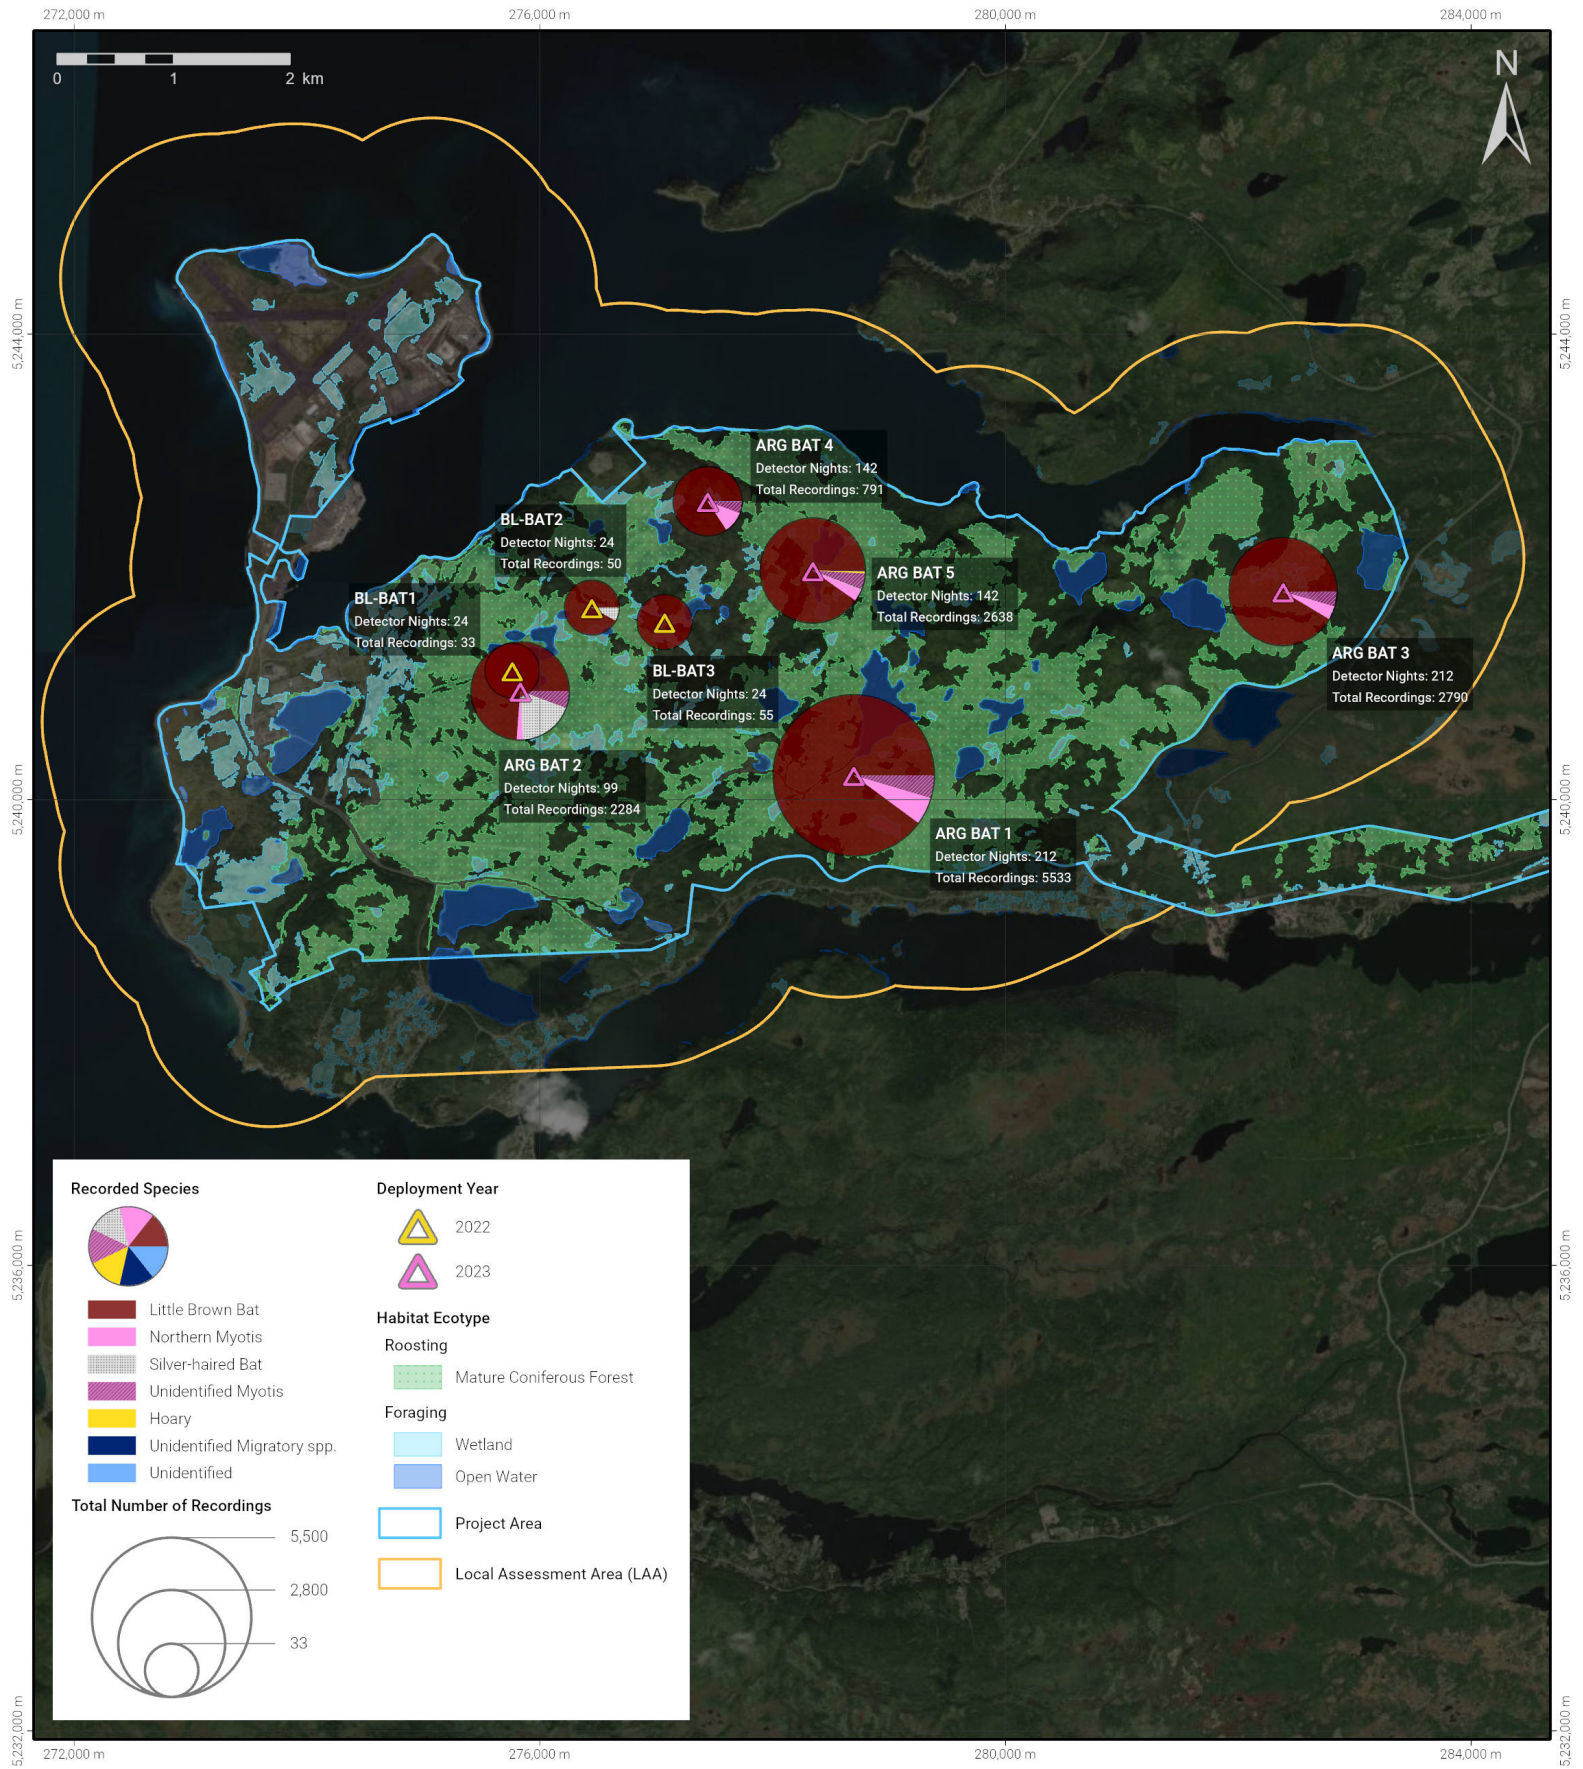 272,000 m
276,000 m
280,000 m
284,000 m
0
1
2 km
N
5,244,000 m
5,244,000 m
ARG BAT 4
Detector Nights: 142
Total Recordings: 791
BL-BAT2
Detector Nights: 24
Total Recordings: 50
ARG BAT 5
Detector Nights: 142
Total Recordings: 2638
BL-BAT1
Detector Nights: 24
Total Recordings: 33
ARG BAT 3
Detector Nights: 212
Total Recordings: 2790
BL-BAT3
Detector Nights: 24
Total Recordings: 55
ARG BAT 2
Detector Nights: 99
Total Recordings: 2284
5,240,000 m
5,240,000 m
ARG BAT 1
Detector Nights: 212
Total Recordings: 5533
Recorded Species
Little Brown Bat
Northern Myotis
Silver-haired Bat
Unidentified Myotis
Hoary
Unidentified Migratory spp.
Unidentified
Total Number of Recordings
5,500
2,800
33
Deployment Year
2022
2023
Habitat Ecotype
Roosting
Mature Coniferous Forest
Foraging
Wetland
Open Water
Project Area
Local Assessment Area (LAA)
5,236,000 m
5,236,000 m
5,232,000 m
5,232,000 m
272,000 m
276,000 m
280,000 m
284,000 m